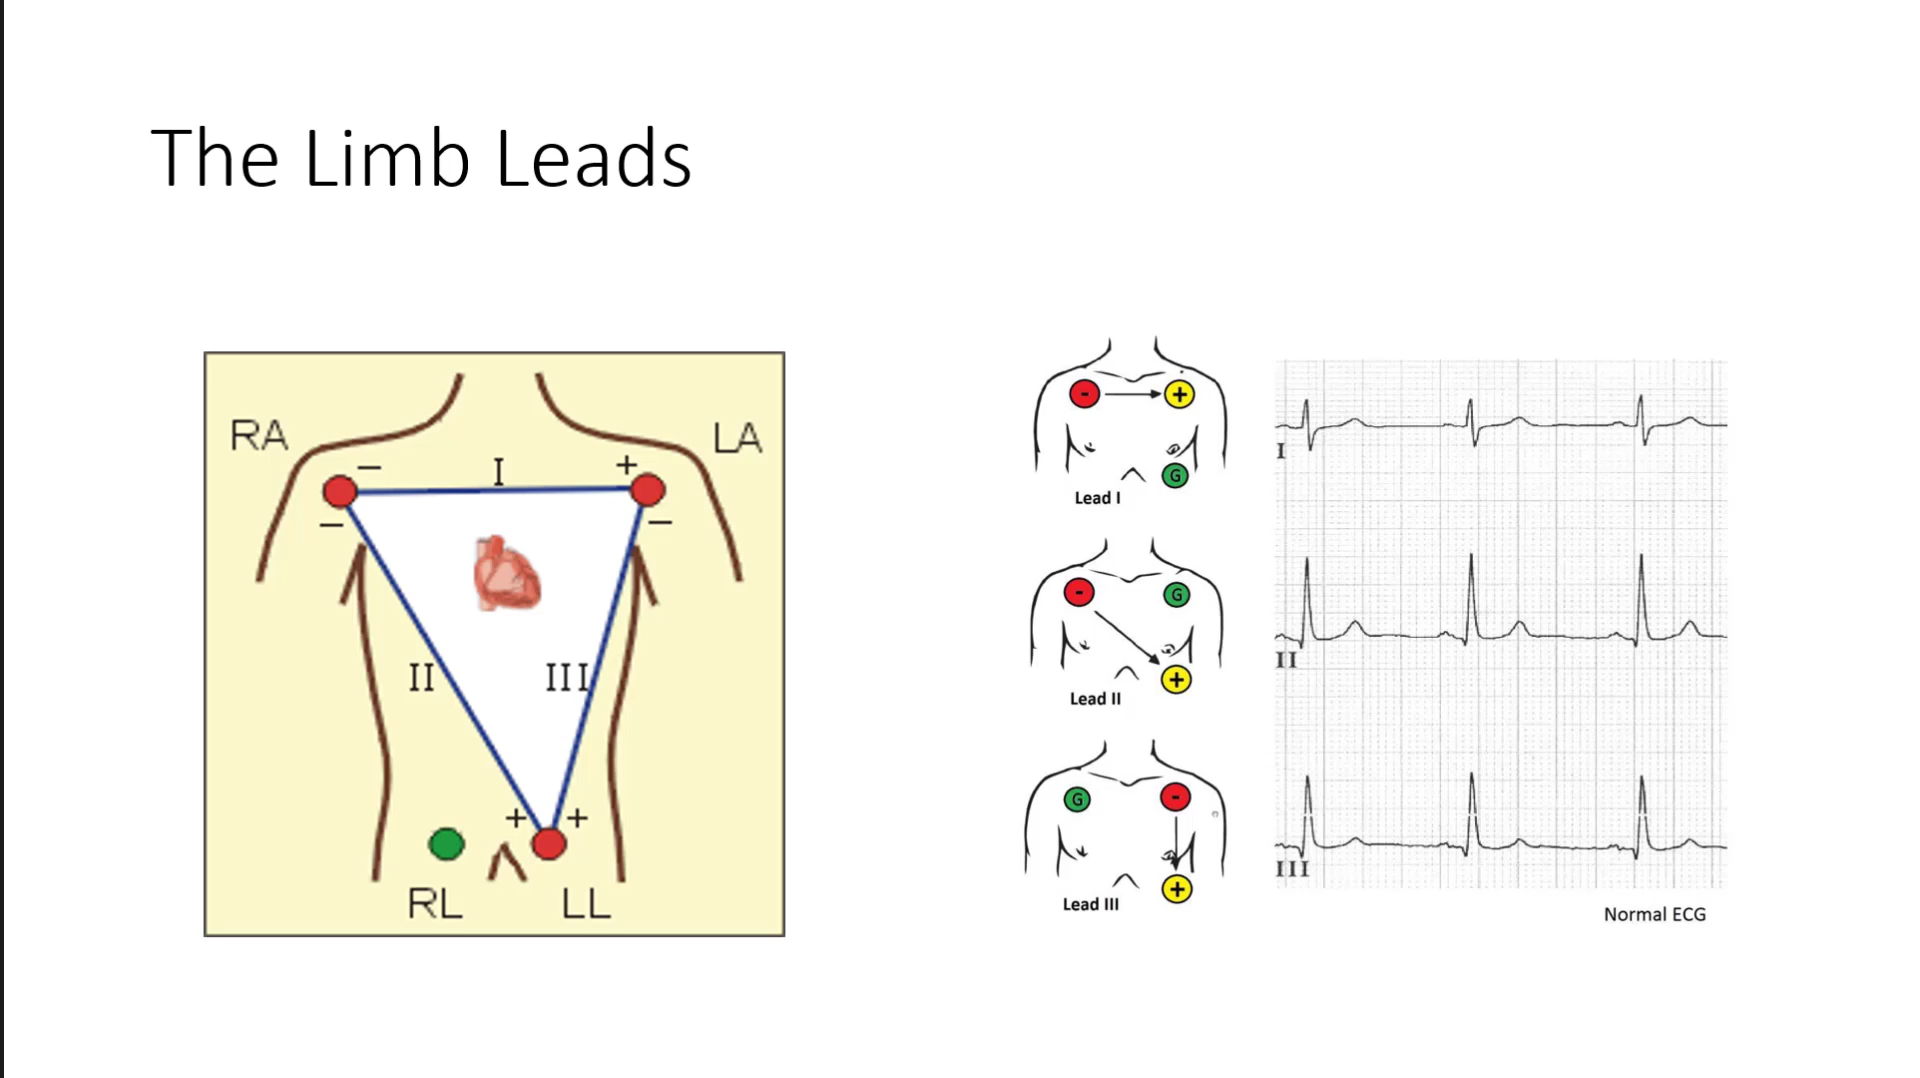 The Limb Leads
RA
LA
−
I
+
−
−
II
III
+
+
RL
LL
-
+
G
Lead I
-
G
+
Lead II
G
-
+
Lead III
I
II
III
Normal ECG